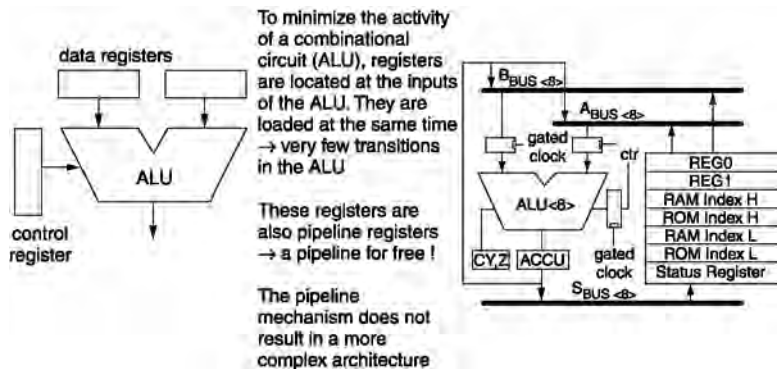 data registers
ALU
control
register
To minimize the activity
of a combinational
circuit (ALU), registers
are located at the inputs
of the ALU. They are
loaded at the same time
→ very few transitions
in the ALU
These registers are
also pipeline registers
→ a pipeline for free !
The pipeline
mechanism does not
result in a more
complex architecture
BBUS <8>
ABUS <8>
gated
clock
ctr
ALU<8>
gated
clock
CY,Z
ACCU
SBUS <8>
REG0
REG1
RAM Index H
ROM Index H
RAM Index L
ROM Index L
Status Register